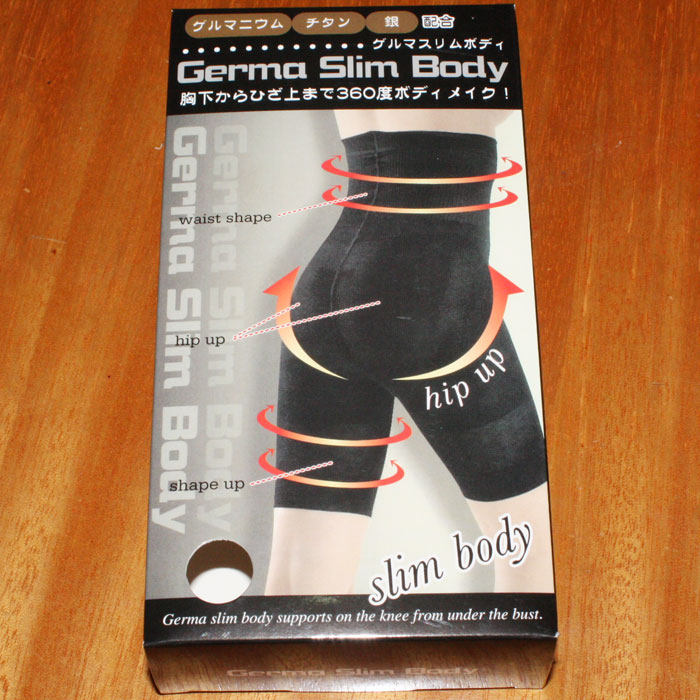 グルマニウム チタン 銀 配合
グルマスリムボディ
Germa Slim Body
胸下からひざ上まで360度ボディメイク!
Germa Slim Body
Germa Slim Body
waist shape
hip up
hip up
shape up
slim body
Germa slim body supports on the knee from under the bust.
Germa Slim Body